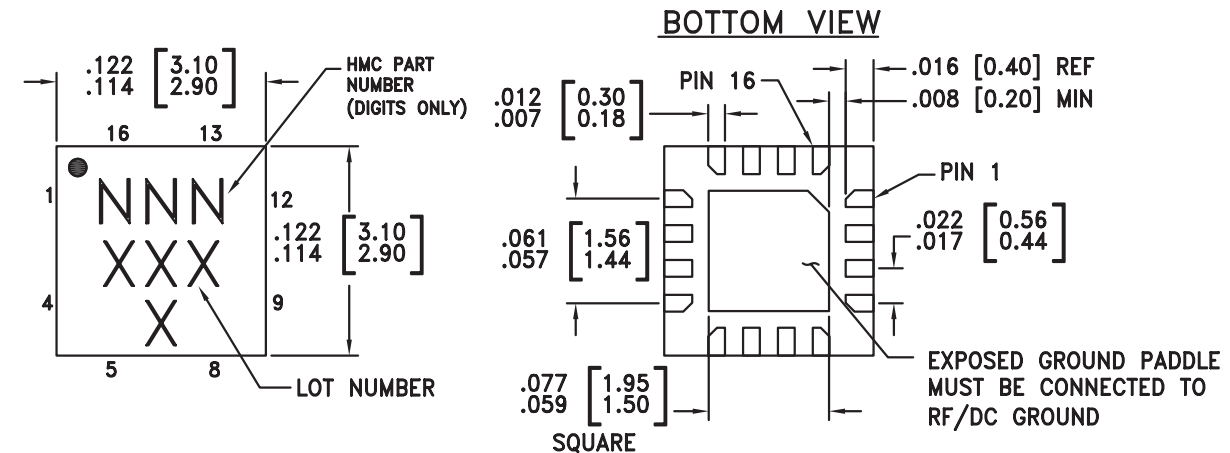 BOTTOM VIEW
.122 [3.10]
.114 [2.90]
HMC PART
NUMBER
(DIGITS ONLY)
16 13
1
12
4
9
5 8
NNN
XXX
X
.122 [3.10]
.114 [2.90]
LOT NUMBER
.012 [0.30]
.007 [0.18]
PIN 16
.016 [0.40] REF
.008 [0.20] MIN
PIN 1
.061 [1.56]
.057 [1.44]
.022 [0.56]
.017 [0.44]
.077 [1.95]
.059 [1.50]
SQUARE
EXPOSED GROUND PADDLE
MUST BE CONNECTED TO
RF/DC GROUND